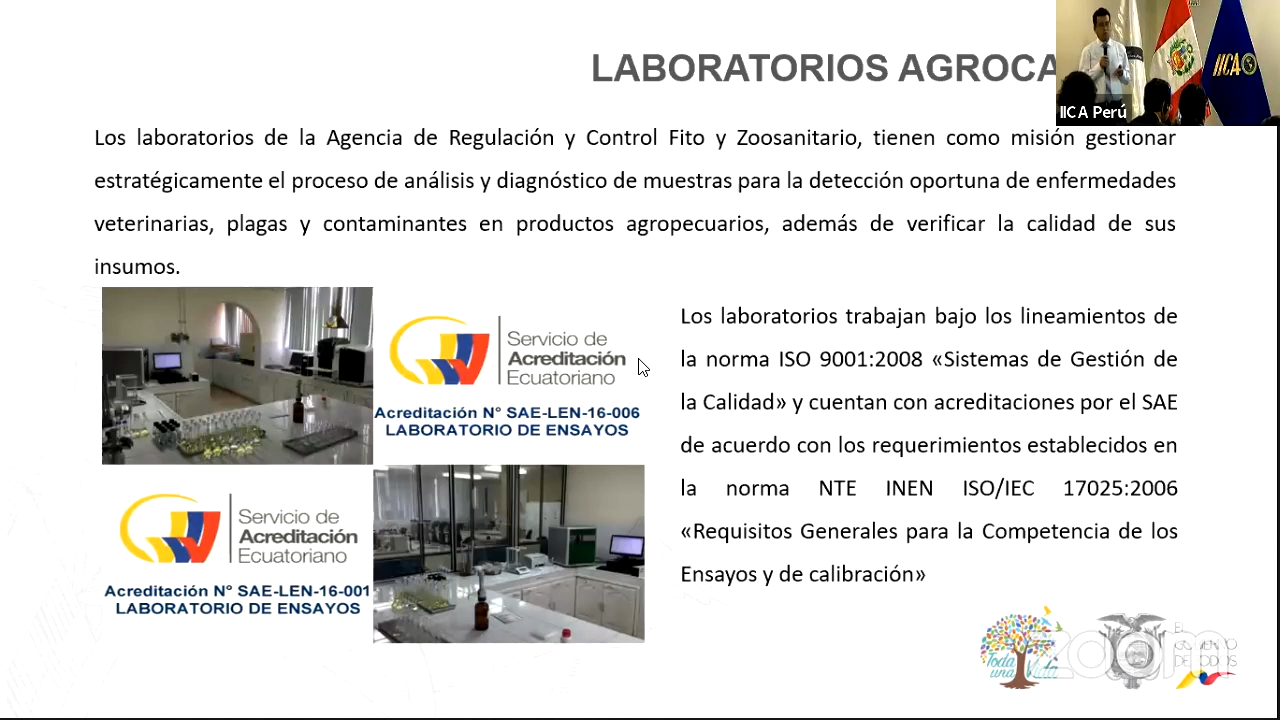 LABORATORIOS AGROCA
IICA
IICA Perú
Los laboratorios de la Agencia de Regulación y Control Fito y Zoosanitario, tienen como misión gestionar
estratégicamente el proceso de análisis y diagnóstico de muestras para la detección oportuna de enfermedades
veterinarias, plagas y contaminantes en productos agropecuarios, además de verificar la calidad de sus
insumos.
Servicio de
Acreditación
Ecuatoriano
Acreditación N° SAE-LEN-16-006
LABORATORIO DE ENSAYOS
Servicio de
Acreditación
Ecuatoriano
Acreditación N° SAE-LEN-16-001
LABORATORIO DE ENSAYOS
Los laboratorios trabajan bajo los lineamientos de
la norma ISO 9001:2008 «Sistemas de Gestión de
la Calidad» y cuentan con acreditaciones por el SAE
de acuerdo con los requerimientos establecidos en
la norma NTE INEN ISO/IEC 17025:2006
«Requisitos Generales para la Competencia de los
Ensayos y de calibración»
Toda
una Vida
EL
GOBIERNO
DE TODOS
zoom